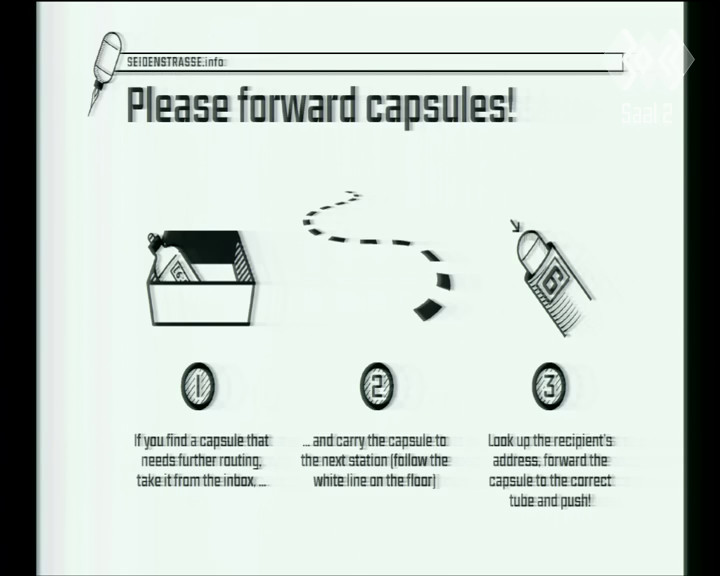 SEIDENSTRASSE.info
Saal 2
Please forward capsules!
6
6
1
2
3
If you find a capsule that
needs further routing,
take it from the inbox, ...
... and carry the capsule to
the next station (follow the
white line on the floor)
Look up the recipient's
address, forward the
capsule to the correct
tube and push!